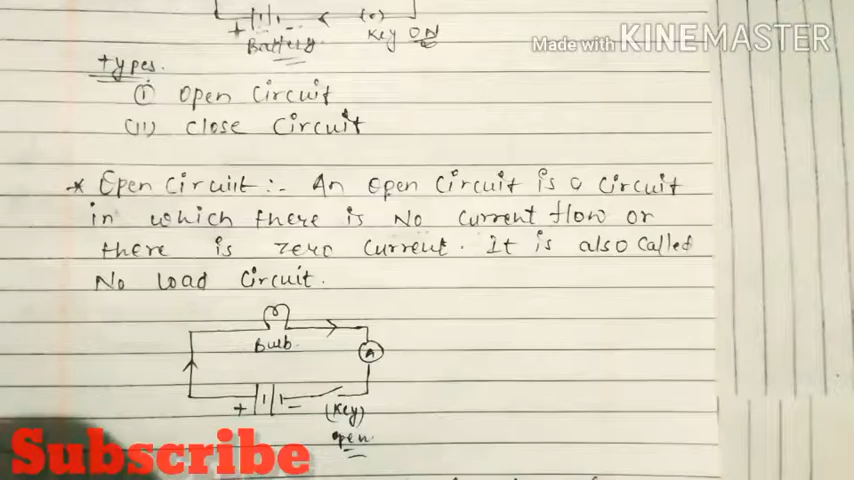 + -
Battery
Key ON
Made with KINEMASTER
Types.
(i) Open Circuit
(ii) Close Circuit
* Open Circuit :- An Open Circuit is a Circuit
in which there is No Current flow or
there is zero Current. It is also Called
No Load Circuit.
Bulb.
A
+ - (Key)
open
Subscribe